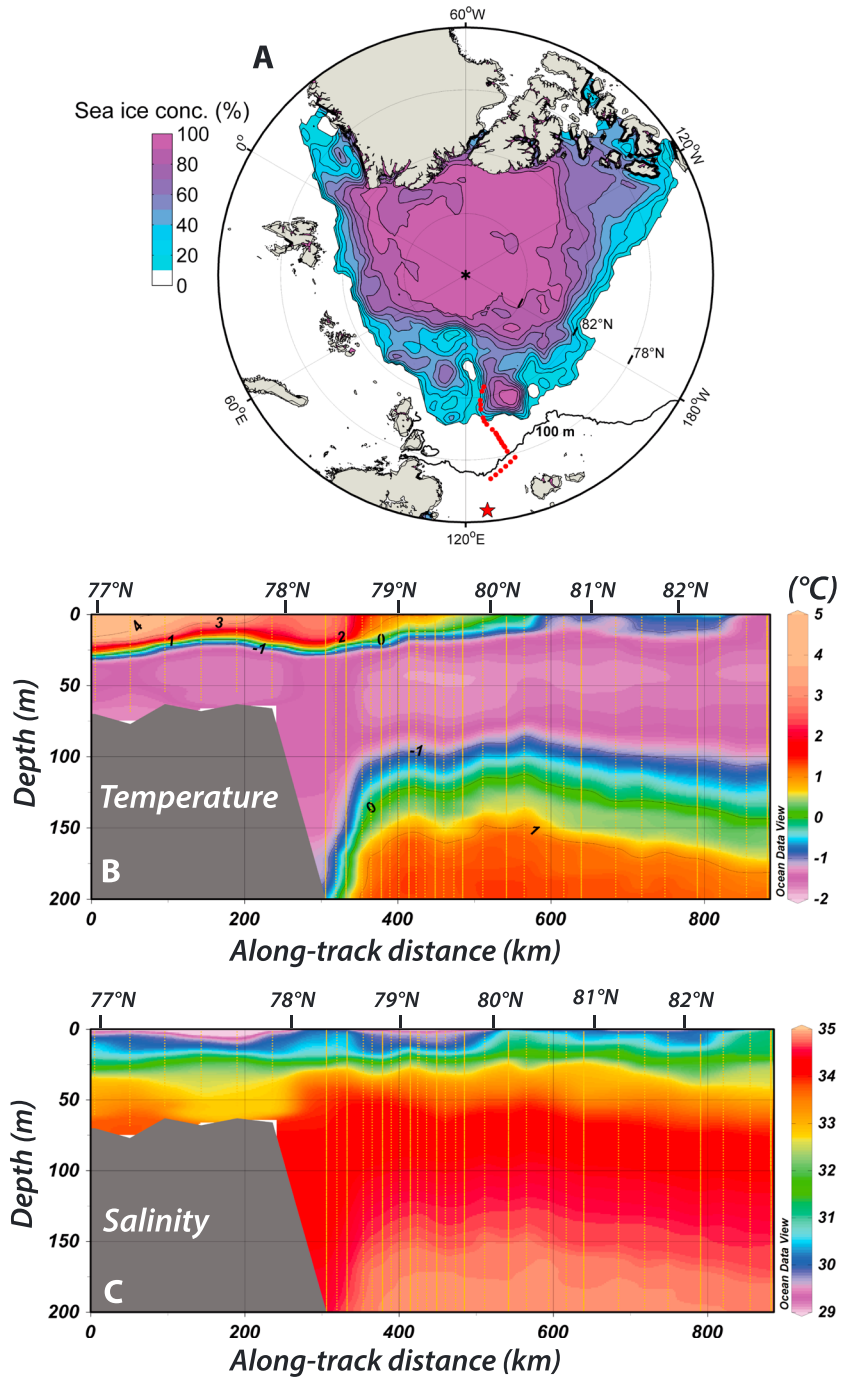 60°W
A
Sea ice conc. (%)
100
80
60
40
20
0
0°
120°W
82°N
78°N
60°E
180°W
100 m
120°E
77°N 78°N 79°N 80°N 81°N 82°N (°C)
0
50
100
150
200
Depth (m)
4 1 3 -1 2 0
-1
0
1
Temperature
B
Ocean Data View
5
4
3
2
1
0
-1
-2
0 200 400 600 800
Along-track distance (km)
77°N 78°N 79°N 80°N 81°N 82°N
0
50
100
150
200
Depth (m)
Salinity
C
Ocean Data View
35
34
33
32
31
30
29
0 200 400 600 800
Along-track distance (km)